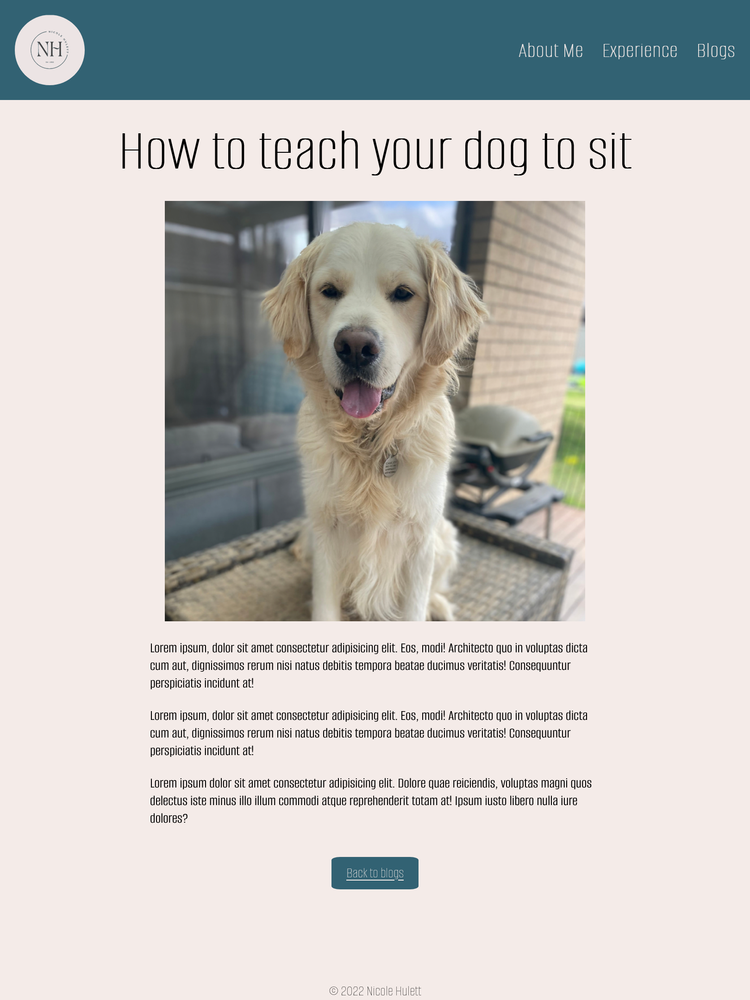 NICOLE HULETT
NH
About Me Experience Blogs
How to teach your dog to sit
OAKLEY
Lorem ipsum, dolor sit amet consectetur adipisicing elit. Eos, modi! Architecto quo in voluptas dicta
cum aut, dignissimos rerum nisi natus debitis tempora beatae ducimus veritatis! Consequuntur
perspiciatis incidunt at!
Lorem ipsum, dolor sit amet consectetur adipisicing elit. Eos, modi! Architecto quo in voluptas dicta
cum aut, dignissimos rerum nisi natus debitis tempora beatae ducimus veritatis! Consequuntur
perspiciatis incidunt at!
Lorem ipsum dolor sit amet consectetur adipisicing elit. Dolore quae reiciendis, voluptas magni quos
delectus iste minus illo illum commodi atque reprehenderit totam at! Ipsum iusto libero nulla iure
dolores?
Back to blogs
© 2022 Nicole Hulett